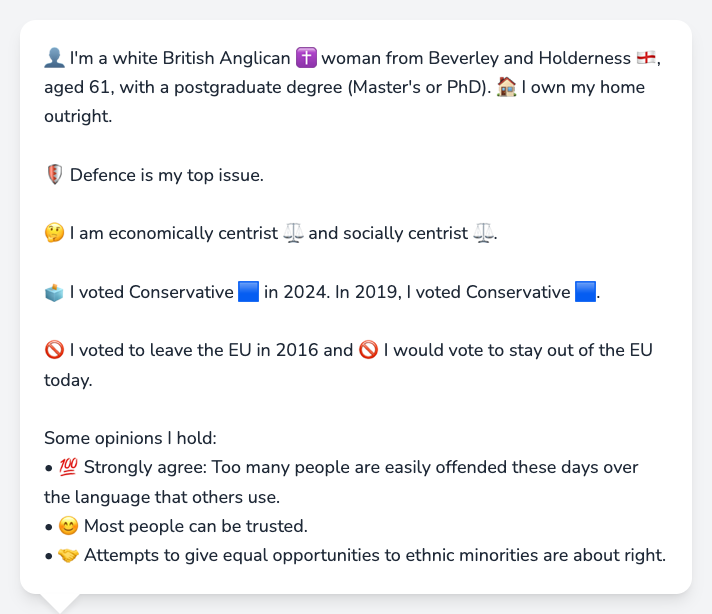 👤 I'm a white British Anglican ✝️ woman from Beverley and Holderness 🏴󠁧󠁢󠁥󠁮󠁧󠁿,
aged 61, with a postgraduate degree (Master's or PhD). 🏠 I own my home
outright.
🛡️ Defence is my top issue.
🤔 I am economically centrist ⚖️ and socially centrist ⚖️.
🗳️ I voted Conservative 🟦 in 2024. In 2019, I voted Conservative 🟦.
🚫 I voted to leave the EU in 2016 and 🚫 I would vote to stay out of the EU
today.
Some opinions I hold:
• 💯 Strongly agree: Too many people are easily offended these days over
the language that others use.
• 😊 Most people can be trusted.
• 🤝 Attempts to give equal opportunities to ethnic minorities are about right.